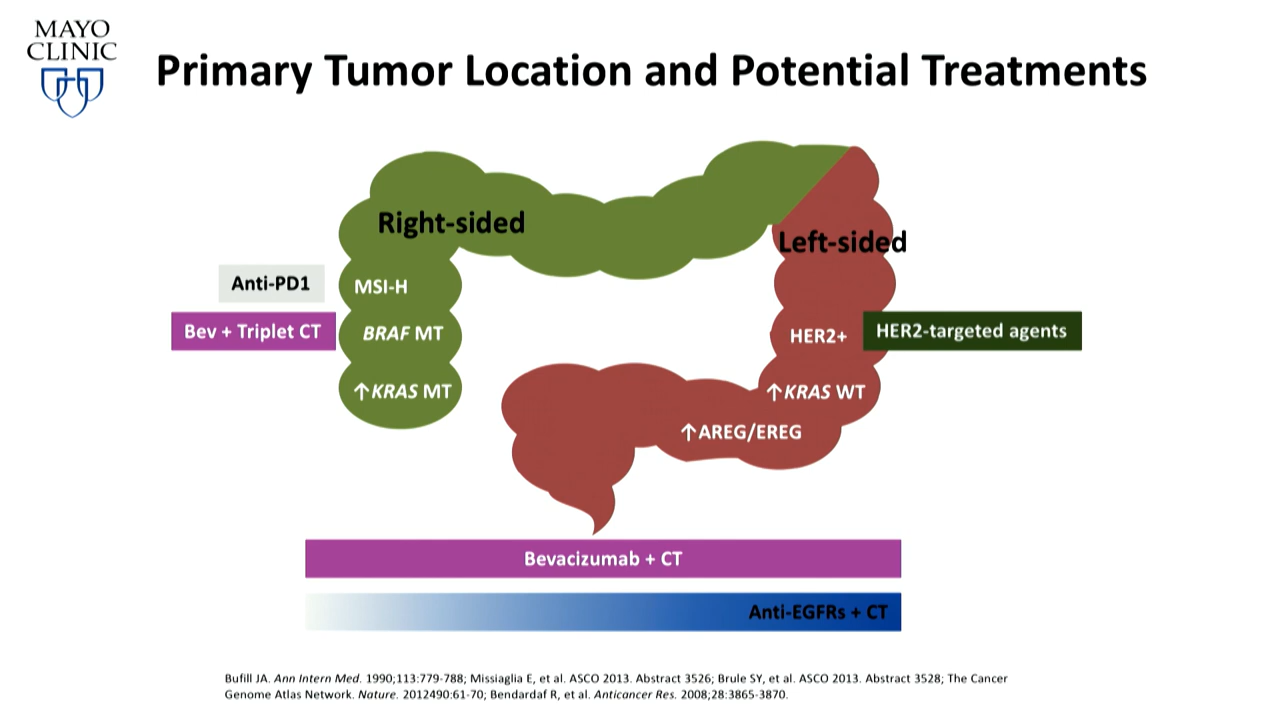 MAYO
CLINIC
Primary Tumor Location and Potential Treatments
Right-sided
Left-sided
Anti-PD1
MSI-H
Bev + Triplet CT
BRAF MT
HER2+
HER2-targeted agents
↑KRAS MT
↑KRAS WT
↑AREG/EREG
Bevacizumab + CT
Anti-EGFRs + CT
Bufill JA. Ann Intern Med. 1990;113:779-788; Missiaglia E, et al. ASCO 2013. Abstract 3526; Brule SY, et al. ASCO 2013. Abstract 3528; The Cancer
Genome Atlas Network. Nature. 2012490:61-70; Bendardaf R, et al. Anticancer Res. 2008;28:3865-3870.